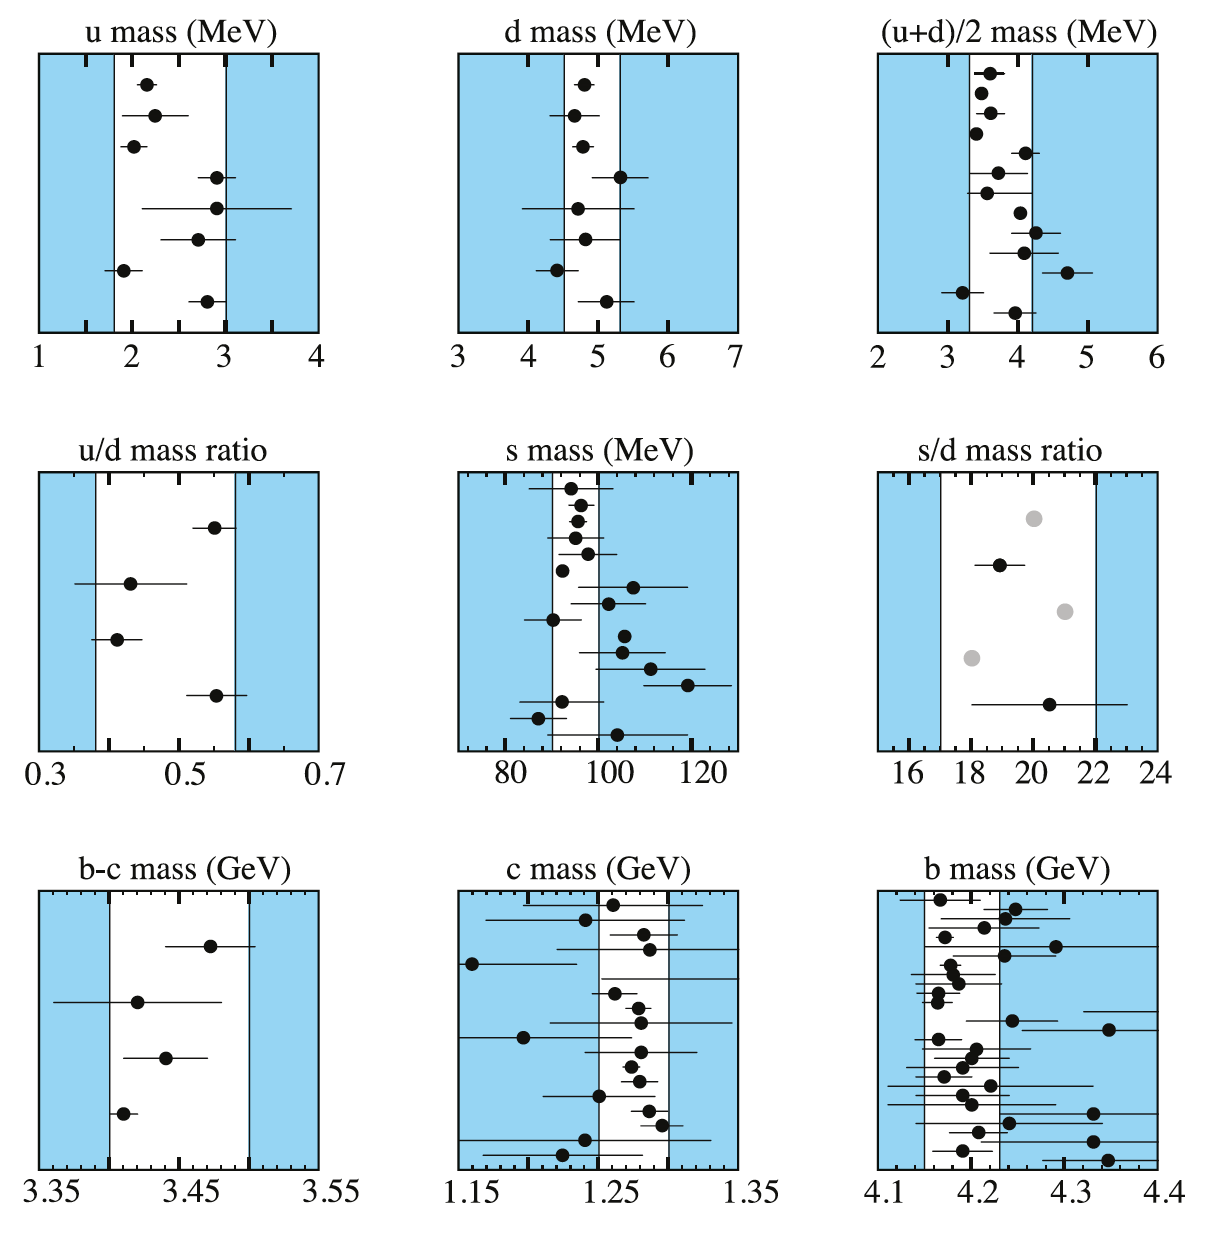 u mass (MeV) d mass (MeV) (u+d)/2 mass (MeV)
1 2 3 4 3 4 5 6 7 2 3 4 5 6
u/d mass ratio s mass (MeV) s/d mass ratio
0.3 0.5 0.7 80 100 120 16 18 20 22 24
b-c mass (GeV) c mass (GeV) b mass (GeV)
3.35 3.45 3.55 1.15 1.25 1.35 4.1 4.2 4.3 4.4